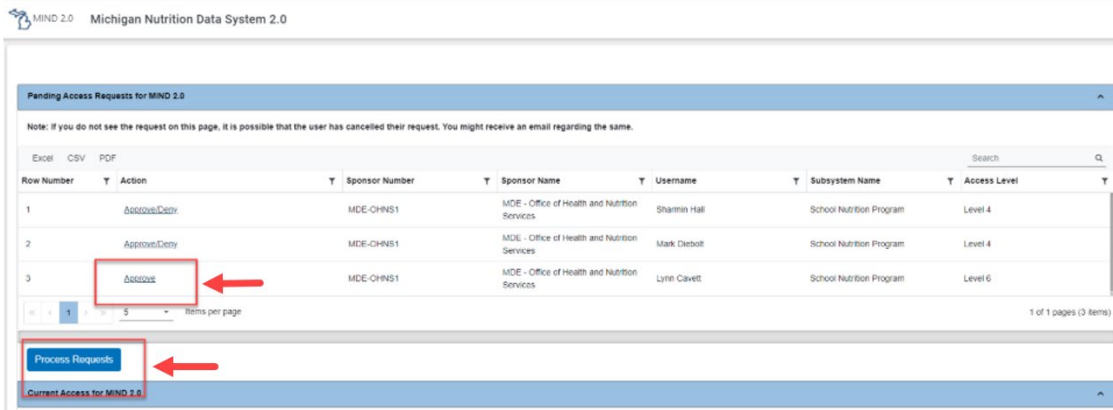 MIND 2.0 Michigan Nutrition Data System 2.0
Pending Access Requests for MIND 2.0
Note: If you do not see the request on this page, it is possible that the user has cancelled their request. You might receive an email regarding the same.
Excel CSV PDF Search
Row Number Action Sponsor Number Sponsor Name Username Subsystem Name Access Level
1 Approve/Deny MDE-OHNS1 MDE - Office of Health and Nutrition Services Sharmin Hall School Nutrition Program Level 4
2 Approve/Deny MDE-OHNS1 MDE - Office of Health and Nutrition Services Mark Diebolt School Nutrition Program Level 4
3 Approve MDE-OHNS1 MDE - Office of Health and Nutrition Services Lynn Cavett School Nutrition Program Level 6
1 5 Items per page 1 of 1 pages (3 items)
Process Requests
Current Access for MIND 2.0